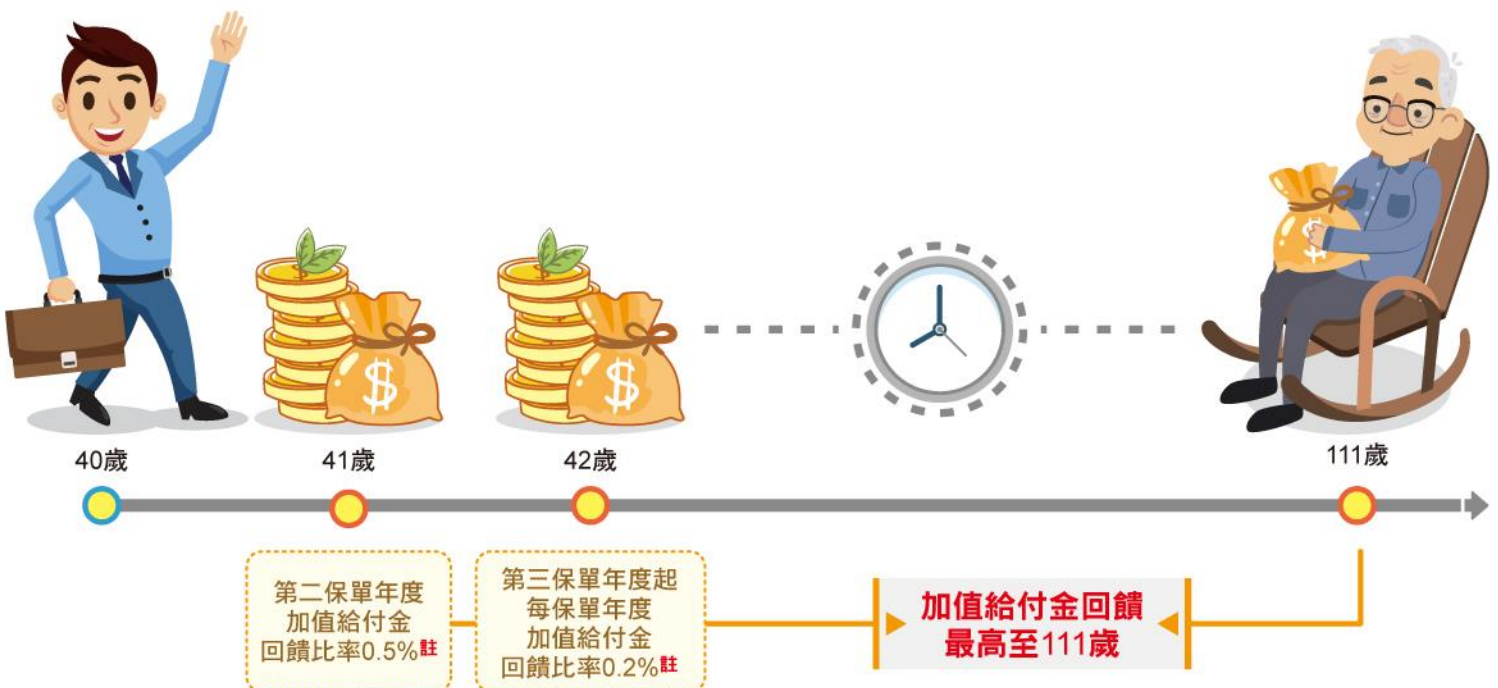 40歲
41歲
42歲
111歲
第二保單年度
加值給付金
回饋比率0.5%註
第三保單年度起
每保單年度
加值給付金
回饋比率0.2%註
加值給付金回饋
最高至111歲